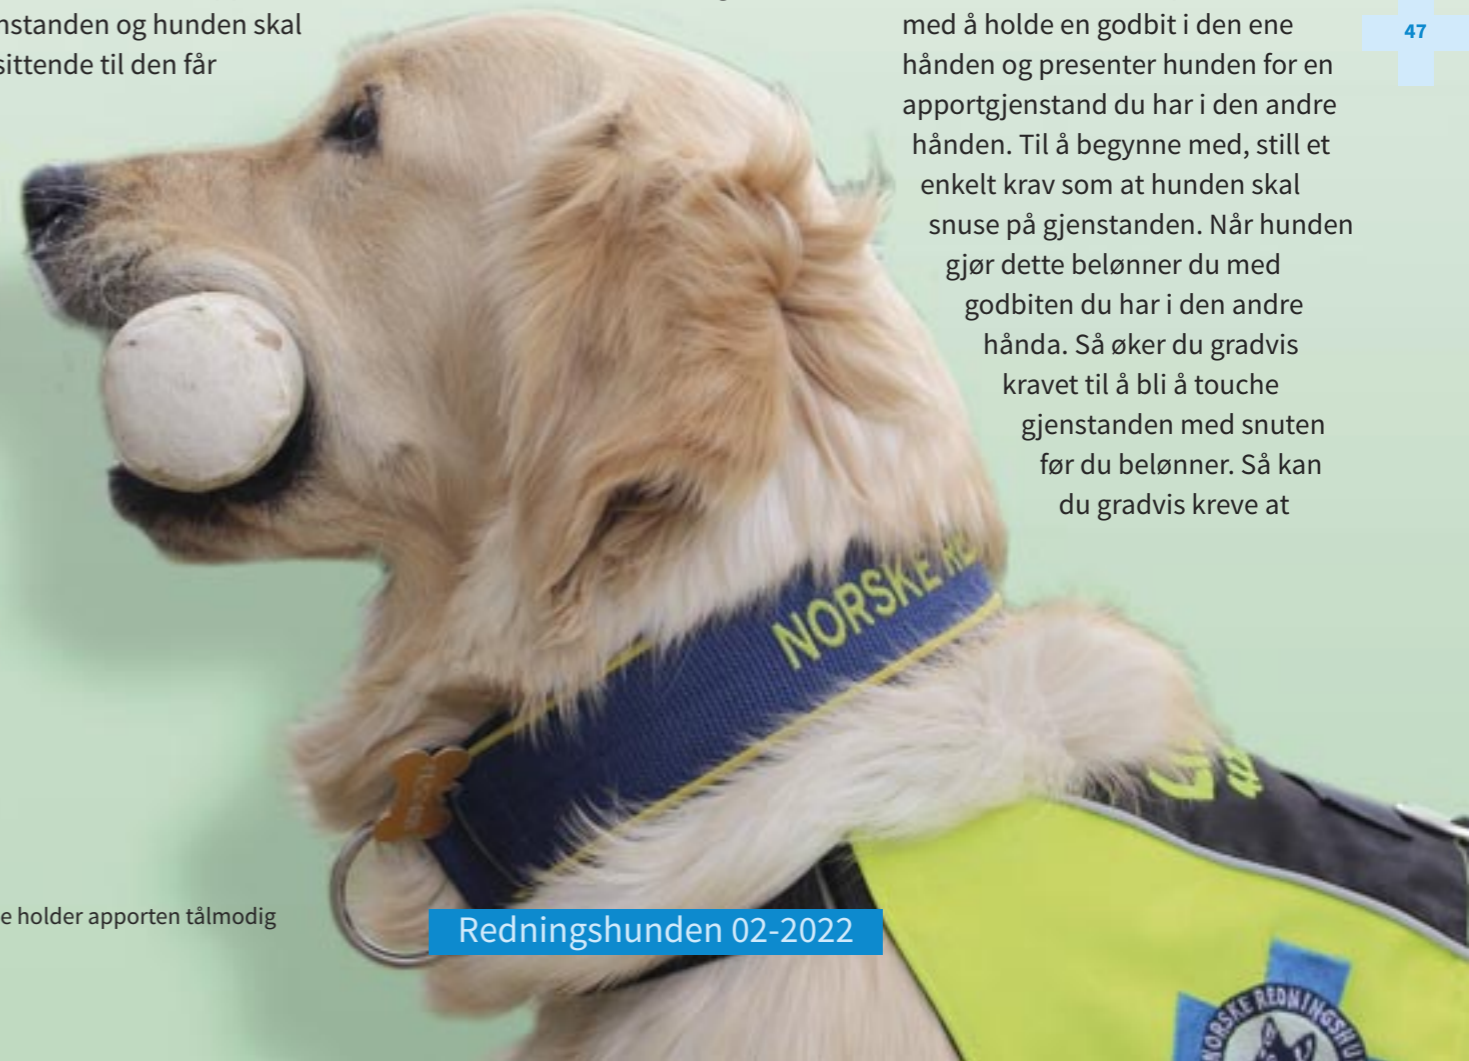 nstanden og hunden skal
sittende til den får
med å holde en godbit i den ene
hånden og presenter hunden for en
apportgjenstand du har i den andre
hånden. Til å begynne med, still et
enkelt krav som at hunden skal
snuse på gjenstanden. Når hunden
gjør dette belønner du med
godbiten du har i den andre
hånda. Så øker du gradvis
kravet til å bli å touche
gjenstanden med snuten
før du belønner. Så kan
du gradvis kreve at
47
NORSKE RE
e holder apporten tålmodig
Redningshunden 02-2022
NORSKE REDNINGSHU